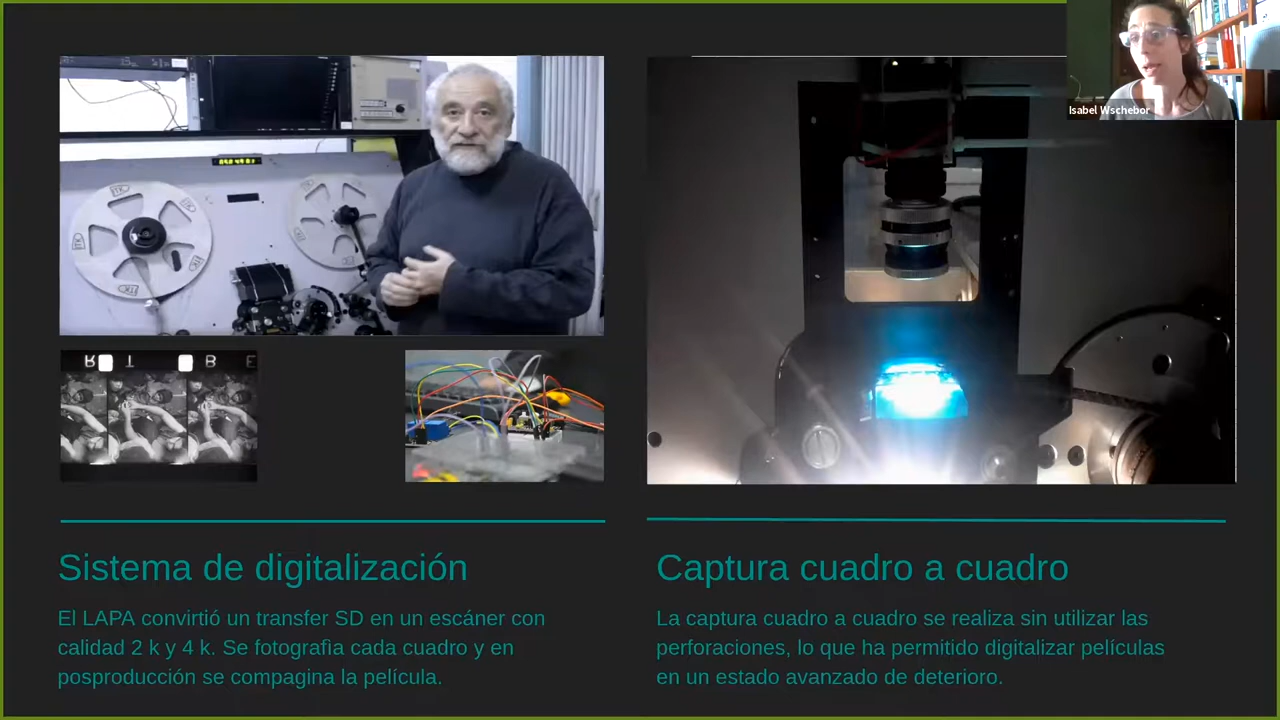 Isabel Wschebor
R T B E
Sistema de digitalización
El LAPA convirtió un transfer SD en un escáner con
calidad 2 k y 4 k. Se fotografia cada cuadro y en
posproducción se compagina la película.
Captura cuadro a cuadro
La captura cuadro a cuadro se realiza sin utilizar las
perforaciones, lo que ha permitido digitalizar películas
en un estado avanzado de deterioro.